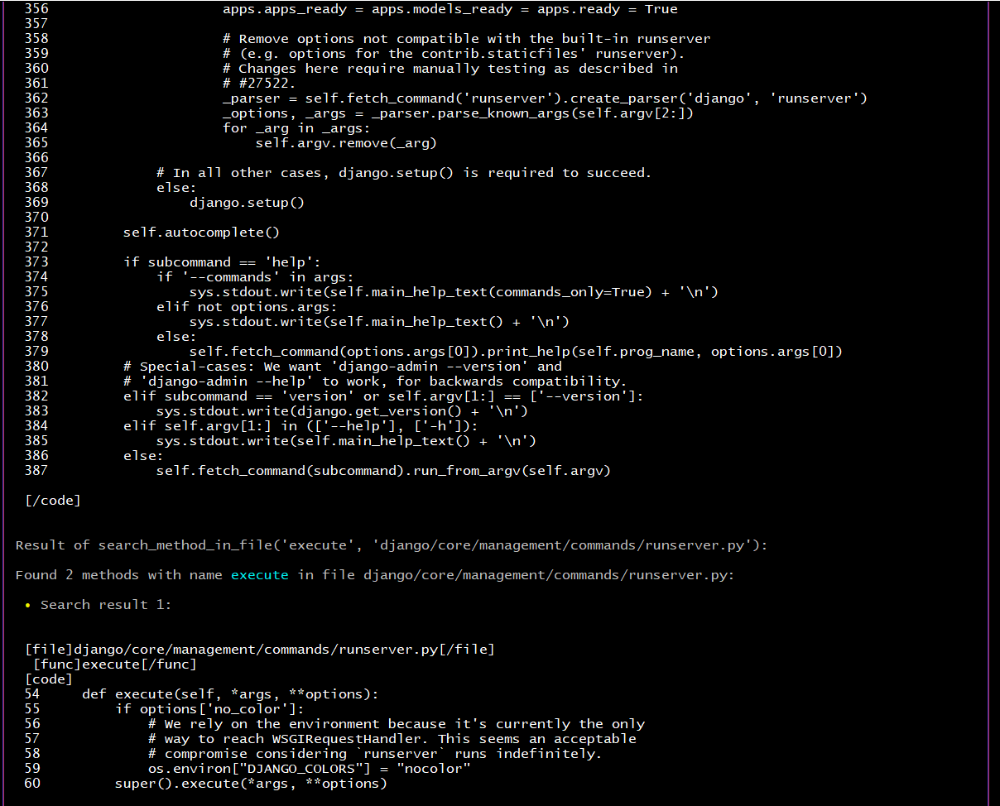 356                     apps.apps_ready = apps.models_ready = apps.ready = True
357
358                     # Remove options not compatible with the built-in runserver
359                     # (e.g. options for the contrib.staticfiles' runserver).
360                     # Changes here require manually testing as described in
361                     # #27522.
362                     _parser = self.fetch_command('runserver').create_parser('django', 'runserver')
363                     _options, _args = _parser.parse_known_args(self.argv[2:])
364                     for _arg in _args:
365                         self.argv.remove(_arg)
366
367             # In all other cases, django.setup() is required to succeed.
368             else:
369                 django.setup()
370
371         self.autocomplete()
372
373         if subcommand == 'help':
374             if '--commands' in args:
375                 sys.stdout.write(self.main_help_text(commands_only=True) + '\n')
376             elif not options.args:
377                 sys.stdout.write(self.main_help_text() + '\n')
378             else:
379                 self.fetch_command(options.args[0]).print_help(self.prog_name, options.args[0])
380         # Special-cases: We want 'django-admin --version' and
381         # 'django-admin --help' to work, for backwards compatibility.
382         elif subcommand == 'version' or self.argv[1:] == ['--version']:
383             sys.stdout.write(django.get_version() + '\n')
384         elif self.argv[1:] in (['--help'], ['-h']):
385             sys.stdout.write(self.main_help_text() + '\n')
386         else:
387             self.fetch_command(subcommand).run_from_argv(self.argv)
[/code]
Result of search_method_in_file('execute', 'django/core/management/commands/runserver.py'):
Found 2 methods with name execute in file django/core/management/commands/runserver.py:
• Search result 1:
[file]django/core/management/commands/runserver.py[/file]
[func]execute[/func]
[code]
54     def execute(self, *args, **options):
55         if options['no_color']:
56             # We rely on the environment because it's currently the only
57             # way to reach WSGIRequestHandler. This seems an acceptable
58             # compromise considering `runserver` runs indefinitely.
59             os.environ["DJANGO_COLORS"] = "nocolor"
60         super().execute(*args, **options)